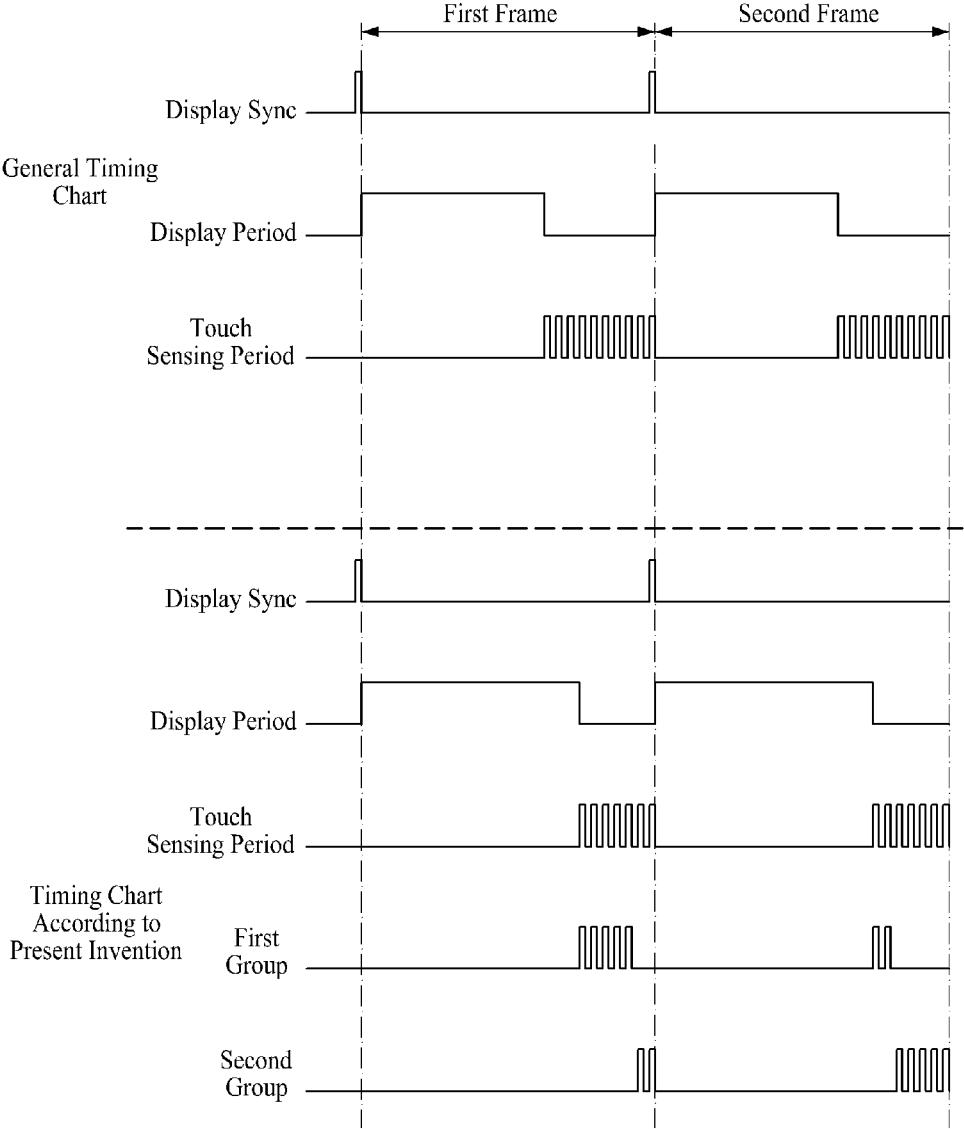 First Frame
Second Frame
Display Sync
General Timing
Chart
Display Period
Touch
Sensing Period
Display Sync
Display Period
Touch
Sensing Period
Timing Chart
According to
Present Invention
First
Group
Second
Group